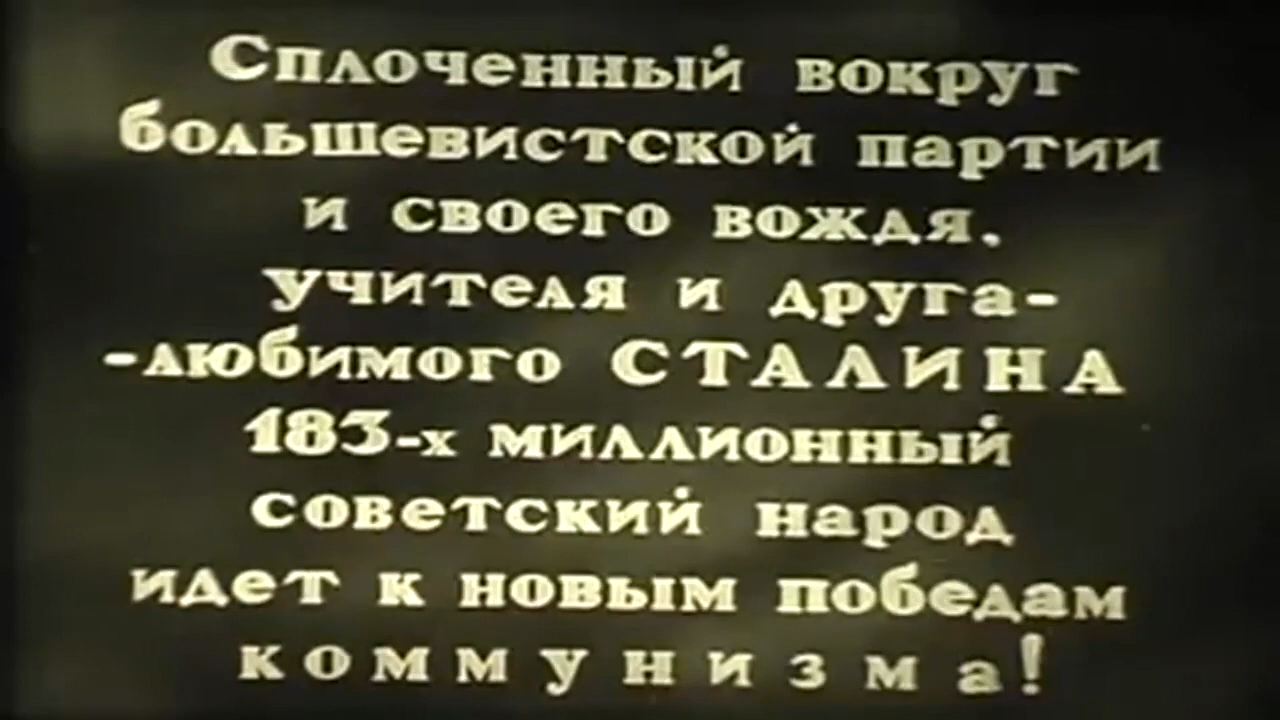 Сплоченный вокруг
большевистской партии
и своего вождя,
учителя и друга-
-любимого СТАЛИНА
183-х миллионный
советский народ
идет к новым победам
коммунизма!